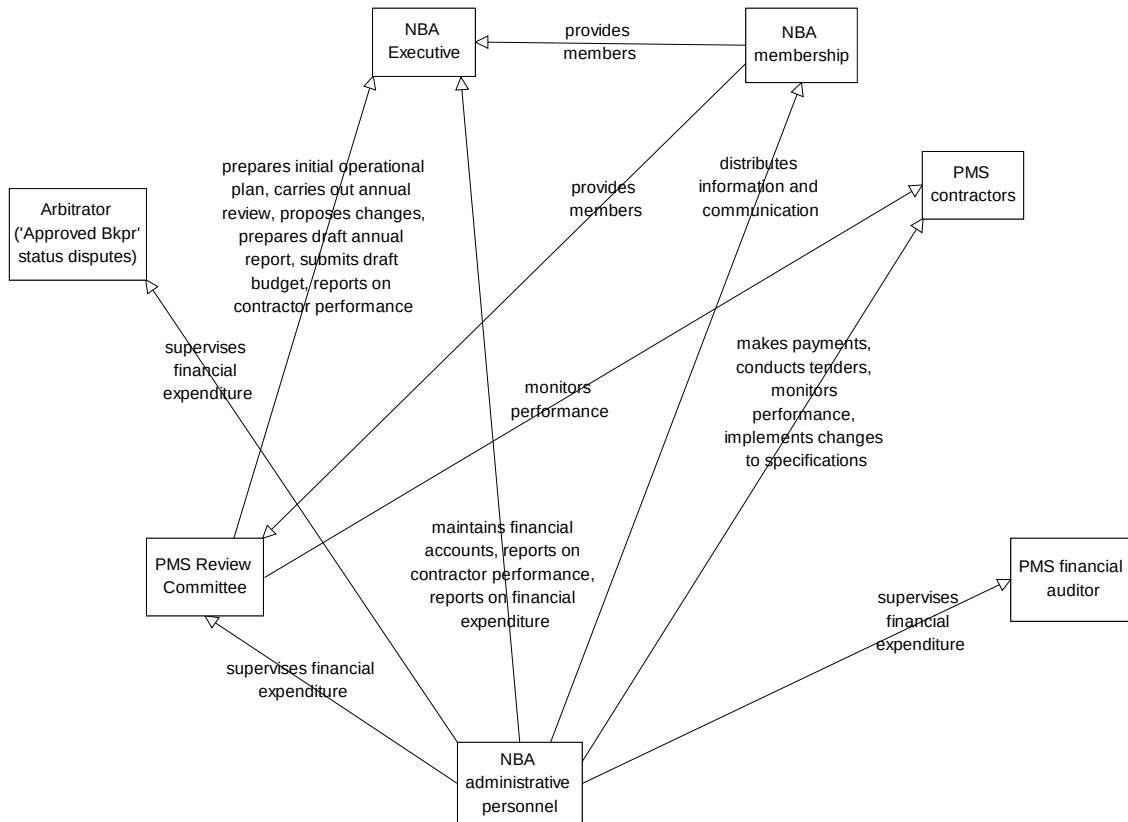 NBA
Executive
provides
members
NBA
membership
prepares initial operational
plan, carries out annual
review, proposes changes,
prepares draft annual
report, submits draft
budget, reports on
contractor performance
provides
members
distributes
information and
communication
PMS
contractors
Arbitrator
('Approved Bkpr'
status disputes)
supervises
financial
expenditure
monitors
performance
makes payments,
conducts tenders,
monitors
performance,
implements changes
to specifications
PMS Review
Committee
maintains financial
accounts, reports on
contractor performance,
reports on financial
expenditure
PMS financial
auditor
supervises
financial
expenditure
supervises financial
expenditure
NBA
administrative
personnel